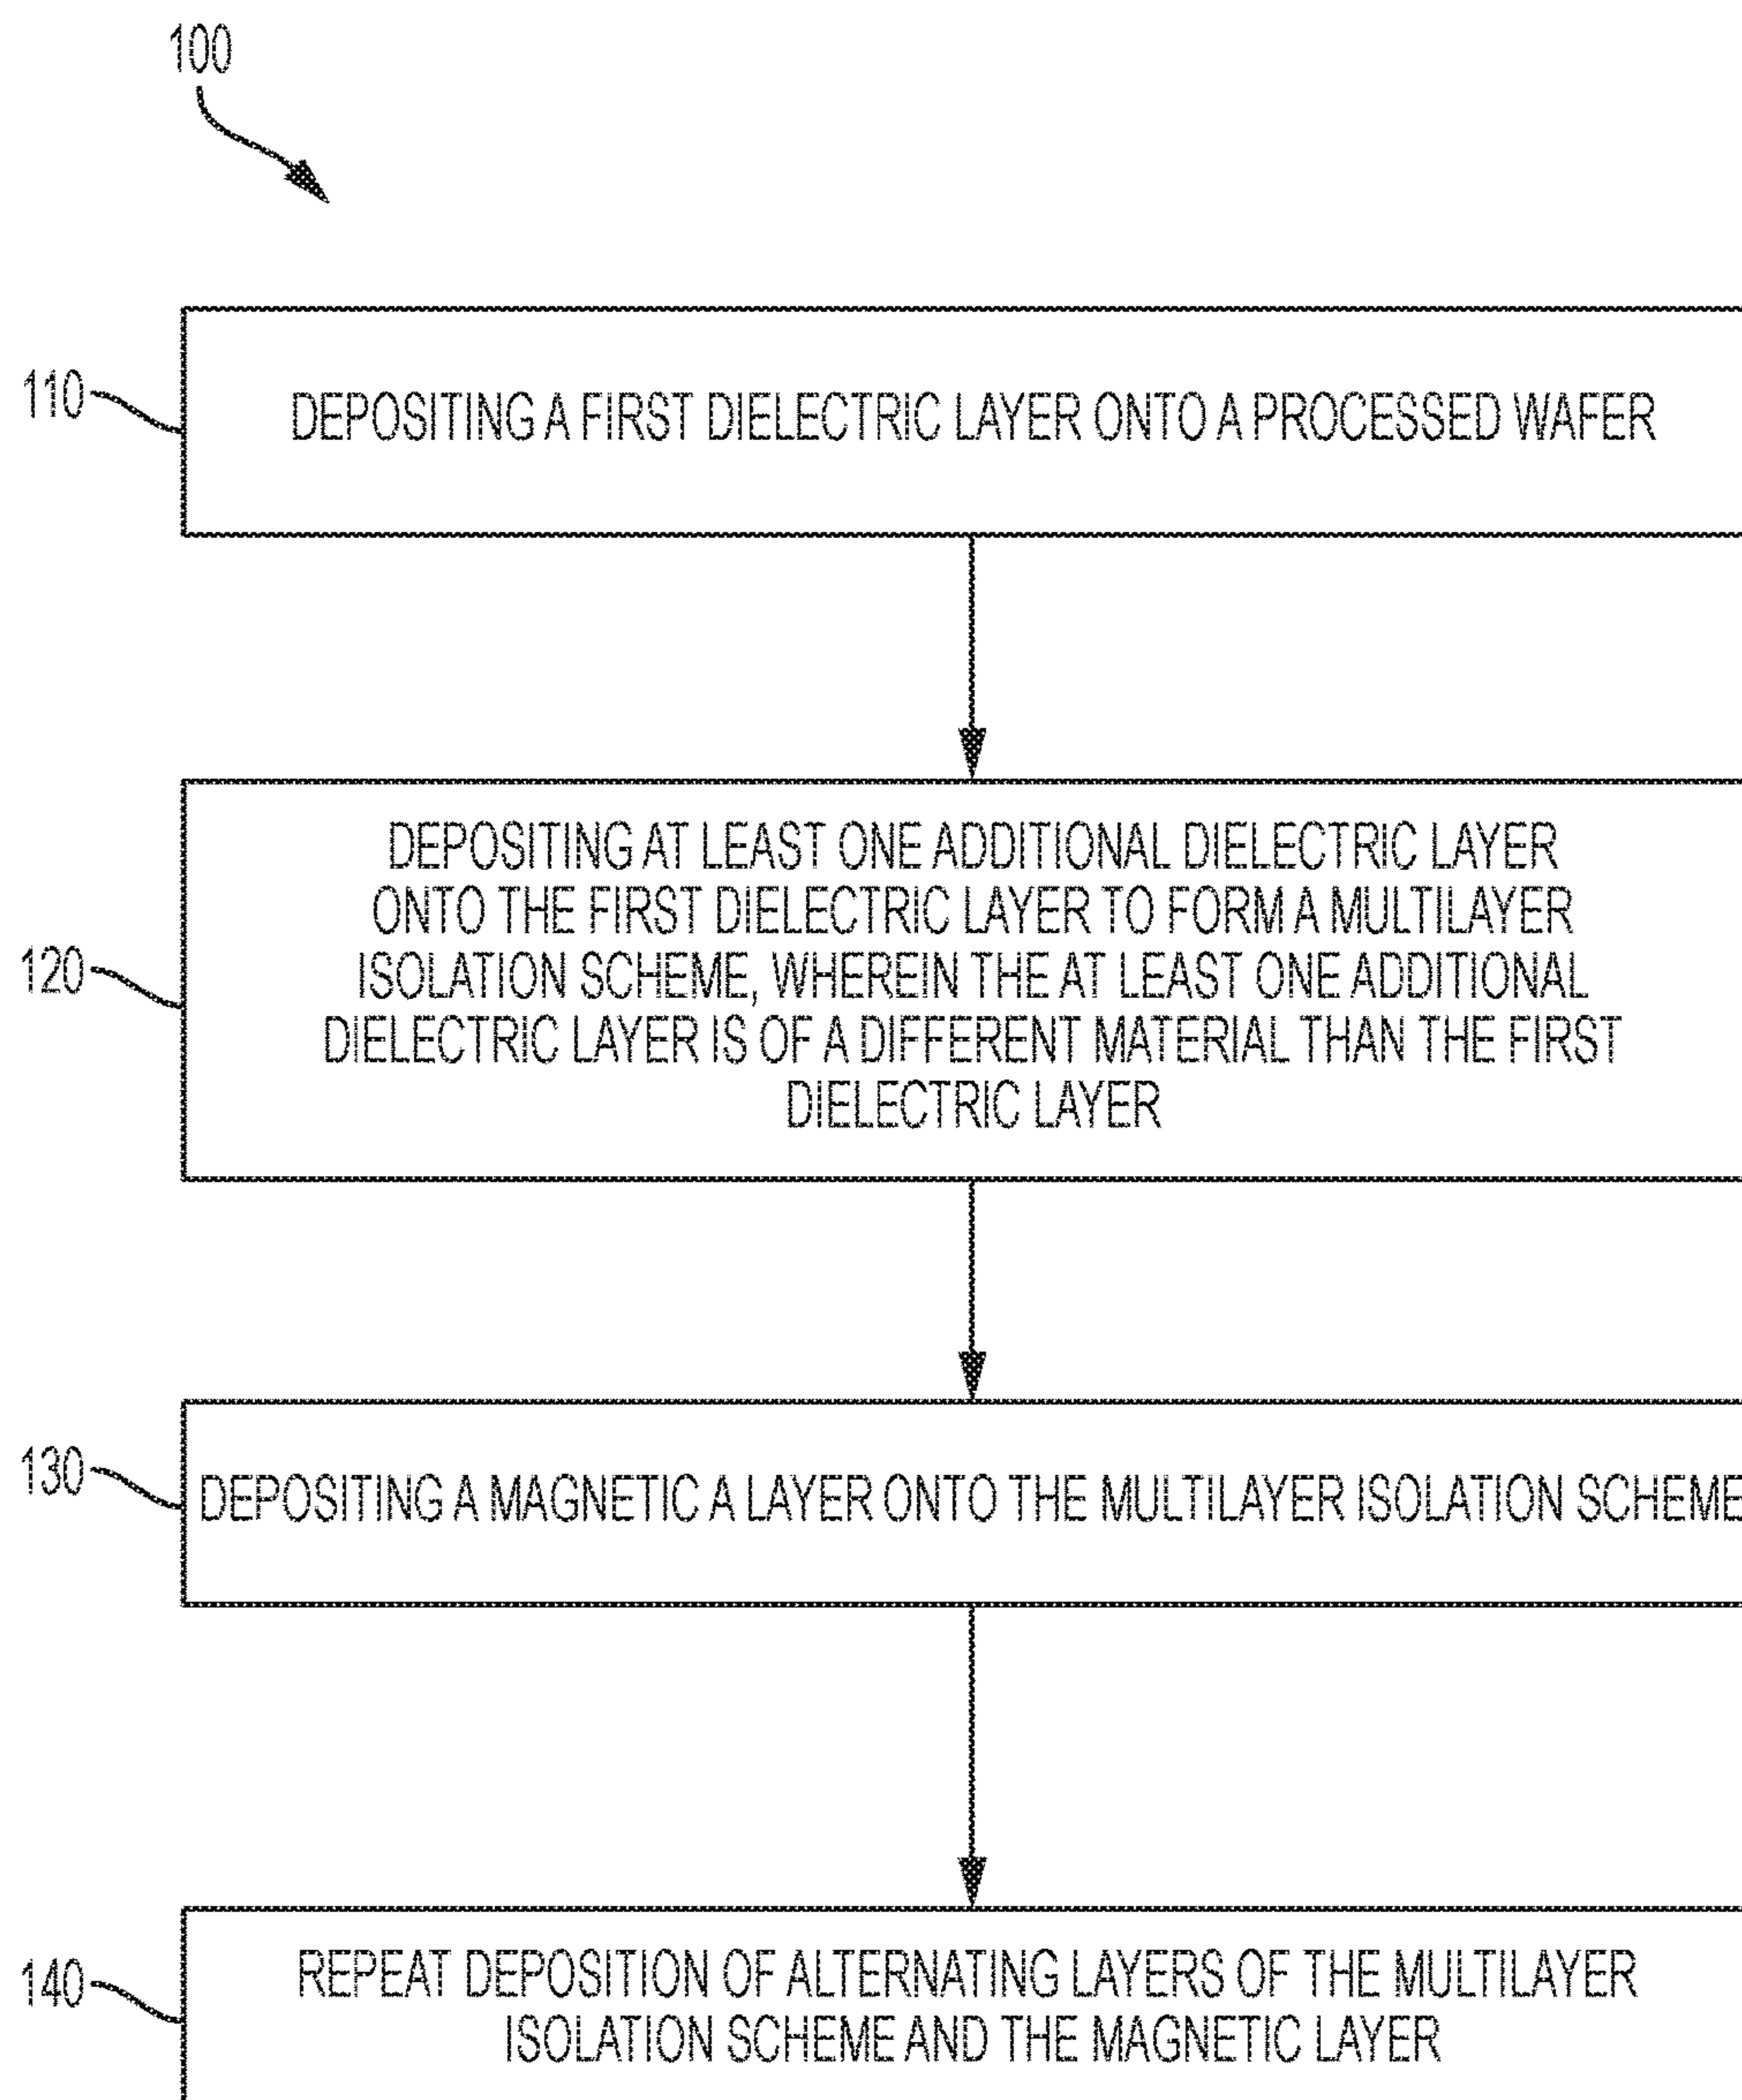 100
110
DEPOSITING A FIRST DIELECTRIC LAYER ONTO A PROCESSED WAFER
120
DEPOSITING AT LEAST ONE ADDITIONAL DIELECTRIC LAYER
ONTO THE FIRST DIELECTRIC LAYER TO FORM A MULTILAYER
ISOLATION SCHEME, WHEREIN THE AT LEAST ONE ADDITIONAL
DIELECTRIC LAYER IS OF A DIFFERENT MATERIAL THAN THE FIRST
DIELECTRIC LAYER
130
DEPOSITING A MAGNETIC A LAYER ONTO THE MULTILAYER ISOLATION SCHEME
140
REPEAT DEPOSITION OF ALTERNATING LAYERS OF THE MULTILAYER
ISOLATION SCHEME AND THE MAGNETIC LAYER